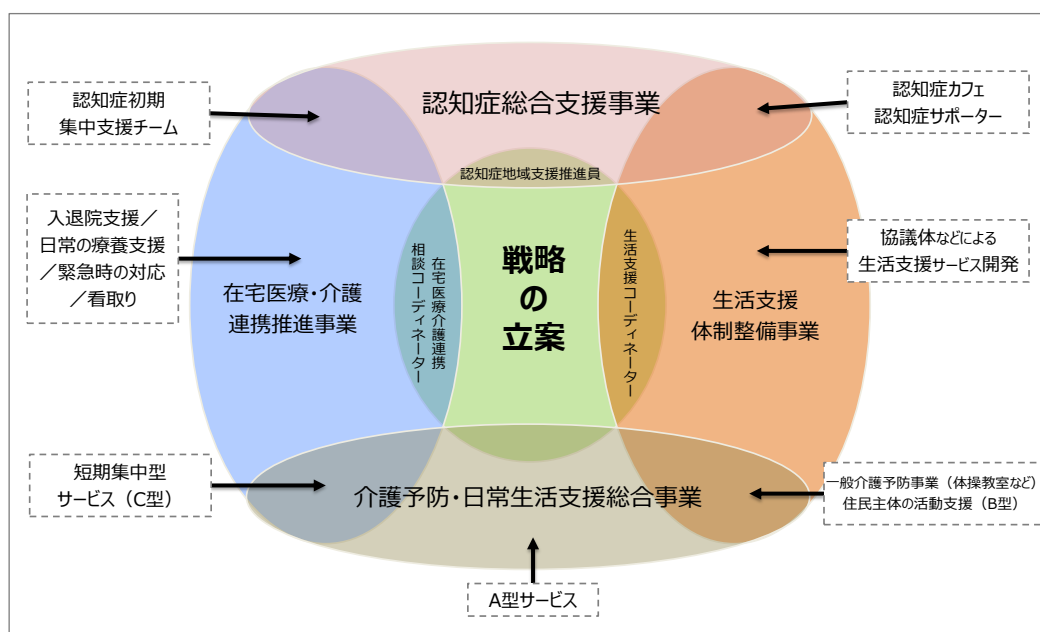 認知症総合支援事業
認知症初期
集中支援チーム
認知症カフェ
認知症サポーター
認知症地域支援推進員
入退院支援／
日常の療養支援
／緊急時の対応
／看取り
在宅医療・介護
連携推進事業
在宅医療介護連携
相談コーディネーター
戦略
の
立案
生活支援コーディネーター
生活支援
体制整備事業
協議体などによる
生活支援サービス開発
短期集中型
サービス（C型）
介護予防・日常生活支援総合事業
一般介護予防事業（体操教室など）
住民主体の活動支援（B型）
A型サービス